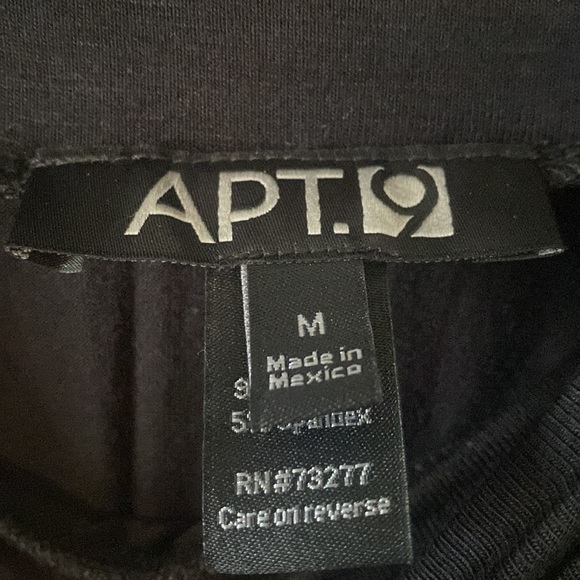 APT.9
M
Made in
Mexico
RN#73277
Care on reverse